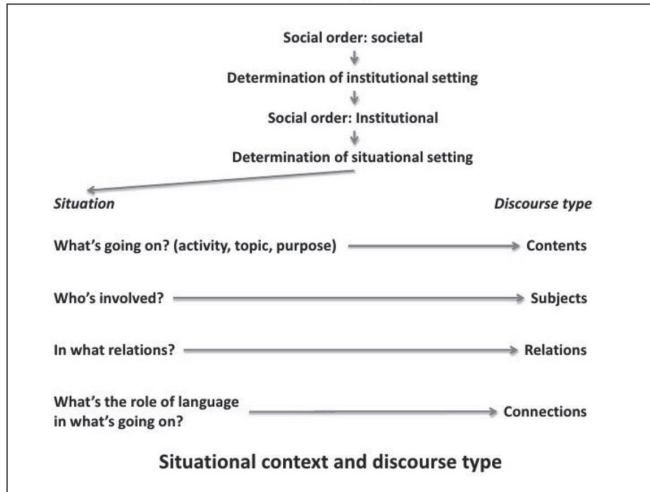 Social order: societal
Determination of institutional setting
Social order: Institutional
Determination of situational setting
Situation
Discourse type
What's going on? (activity, topic, purpose)
Contents
Who's involved?
Subjects
In what relations?
Relations
What's the role of language
in what's going on?
Connections
Situational context and discourse type